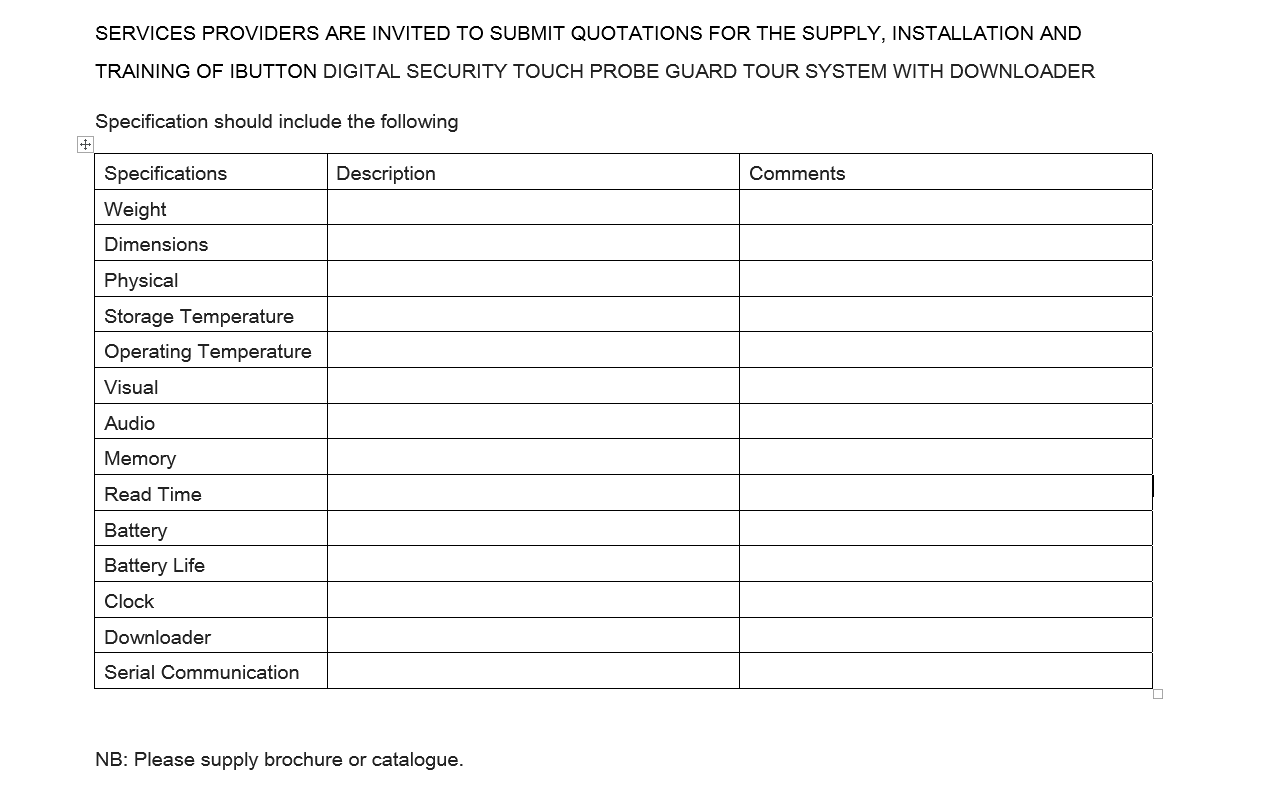 SERVICES PROVIDERS ARE INVITED TO SUBMIT QUOTATIONS FOR THE SUPPLY, INSTALLATION AND
TRAINING OF IBUTTON DIGITAL SECURITY TOUCH PROBE GUARD TOUR SYSTEM WITH DOWNLOADER
Specification should include the following
Specifications Description Comments
Weight
Dimensions
Physical
Storage Temperature
Operating Temperature
Visual
Audio
Memory
Read Time
Battery
Battery Life
Clock
Downloader
Serial Communication
NB: Please supply brochure or catalogue.